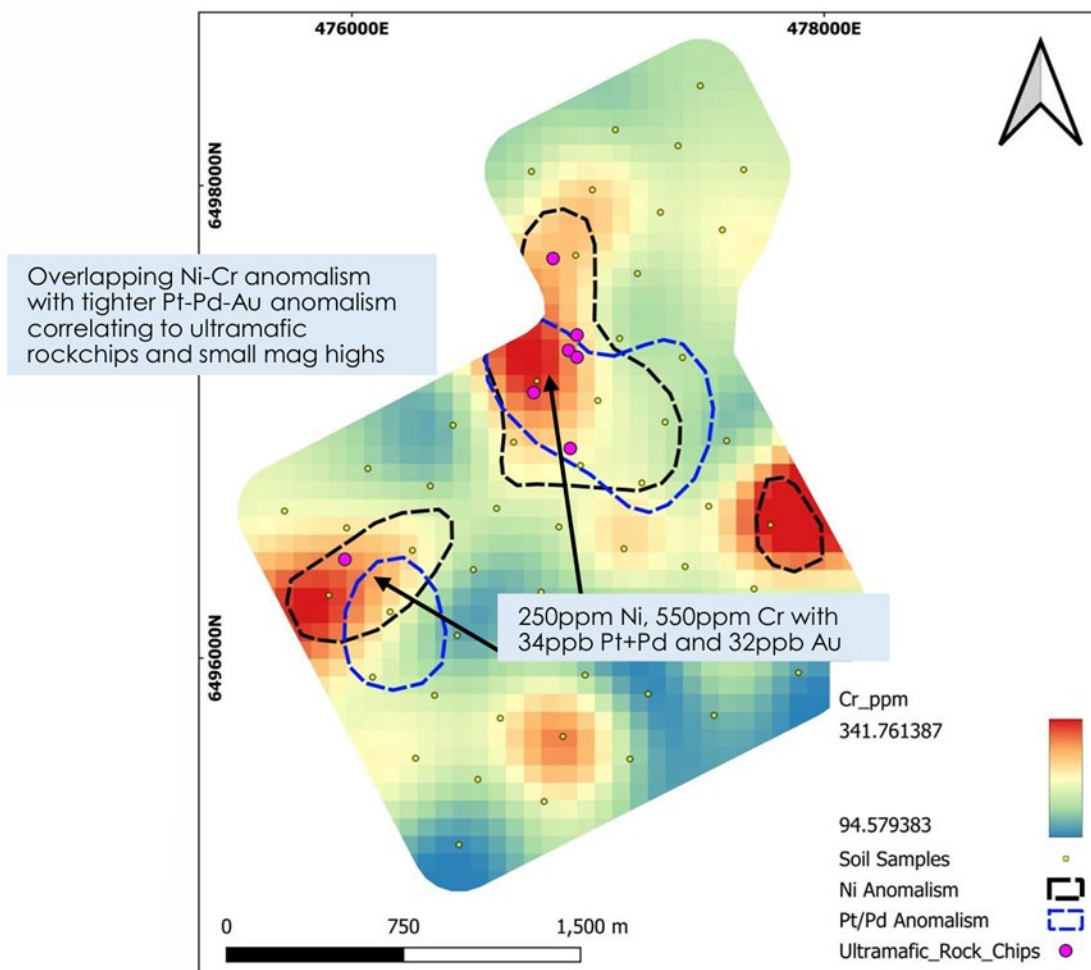 476000E
478000E
6498000N
Overlapping Ni-Cr anomalism
with tighter Pt-Pd-Au anomalism
correlating to ultramafic
rockchips and small mag highs
250ppm Ni, 550ppm Cr with
34ppb Pt+Pd and 32ppb Au
6496000N
Cr_ppm
341.761387
94.579383
Soil Samples
Ni Anomalism
Pt/Pd Anomalism
Ultramafic_Rock_Chips
0
750
1,500 m